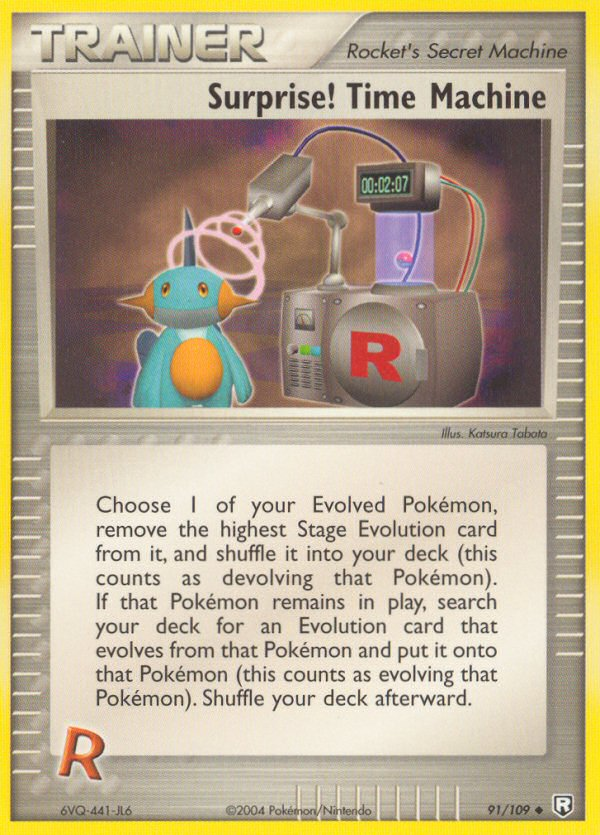 TRAINER
Rocket's Secret Machine
Surprise! Time Machine
00:02:07
R
Illus. Katsura Tabata
Choose 1 of your Evolved Pokémon,
remove the highest Stage Evolution card
from it, and shuffle it into your deck (this
counts as devolving that Pokémon).
If that Pokémon remains in play, search
your deck for an Evolution card that
evolves from that Pokémon and put it onto
that Pokémon (this counts as evolving that
Pokémon). Shuffle your deck afterward.
R
6VQ-441-JL6
©2004 Pokémon/Nintendo
91/109
R